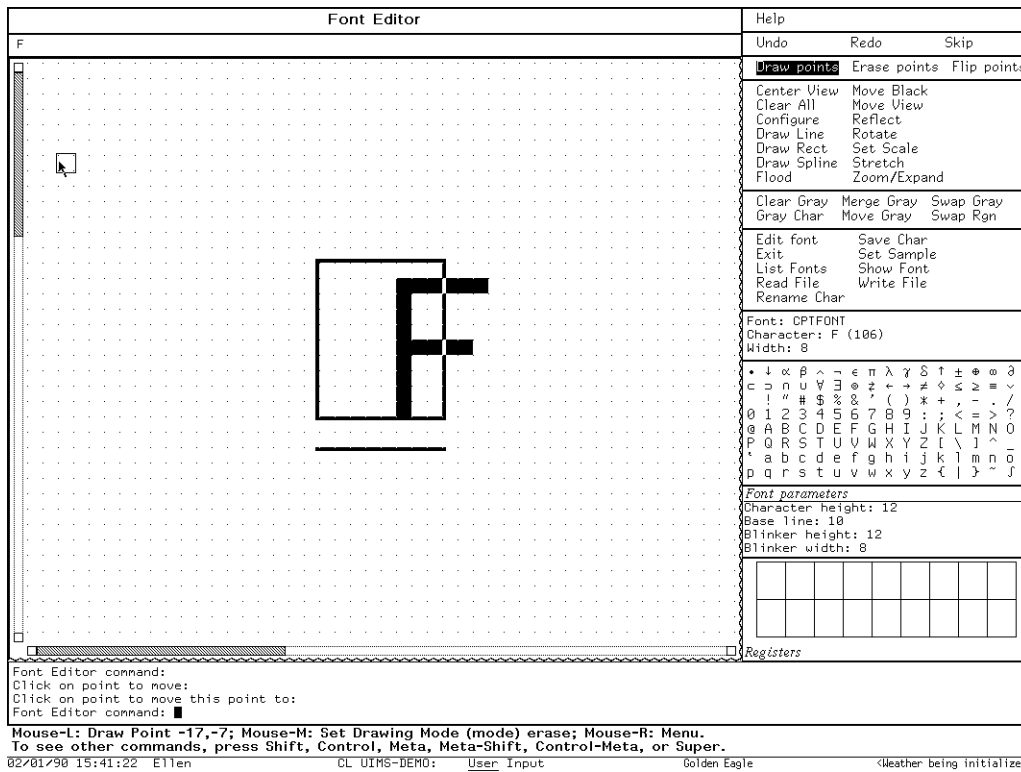 Font Editor
F
Help
Undo Redo Skip
Draw points Erase points Flip points
Center View Move Black
Clear All Move View
Configure Reflect
Draw Line Rotate
Draw Rect Set Scale
Draw Spline Stretch
Flood Zoom/Expand
Clear Gray Merge Gray Swap Gray
Gray Char Move Gray Swap Rgn
Edit font Save Char
Exit Set Sample
List Fonts Show Font
Read File Write File
Rename Char
Font: CPTFONT
Character: F (106)
Width: 8
· ↓ α β ∧ ¬ ε π λ γ δ ↑ ± ⊕ ∞ ∂
⊂ ⊃ ∩ ∪ ∀ ∃ ⊗ ⇄ ← → ≠ ◊ ≤ ≥ ≡ ∨
! " # $ % & ' ( ) * + , - . /
0 1 2 3 4 5 6 7 8 9 : ; < = > ?
@ A B C D E F G H I J K L M N O
P Q R S T U V W X Y Z [ \ ] ^ _
` a b c d e f g h i j k l m n o
p q r s t u v w x y z { | } ~ ∫
Font parameters
Character height: 12
Base line: 10
Blinker height: 12
Blinker width: 8
Registers
F
Font Editor command:
Click on point to move:
Click on point to move this point to:
Font Editor command:
Mouse-L: Draw Point -17,-7; Mouse-M: Set Drawing Mode (mode) erase; Mouse-R: Menu.
To see other commands, press Shift, Control, Meta, Meta-Shift, Control-Meta, or Super.
02/01/90 15:41:22 Ellen CL UIMS-DEMO: User Input Golden Eagle <Weather being initialize